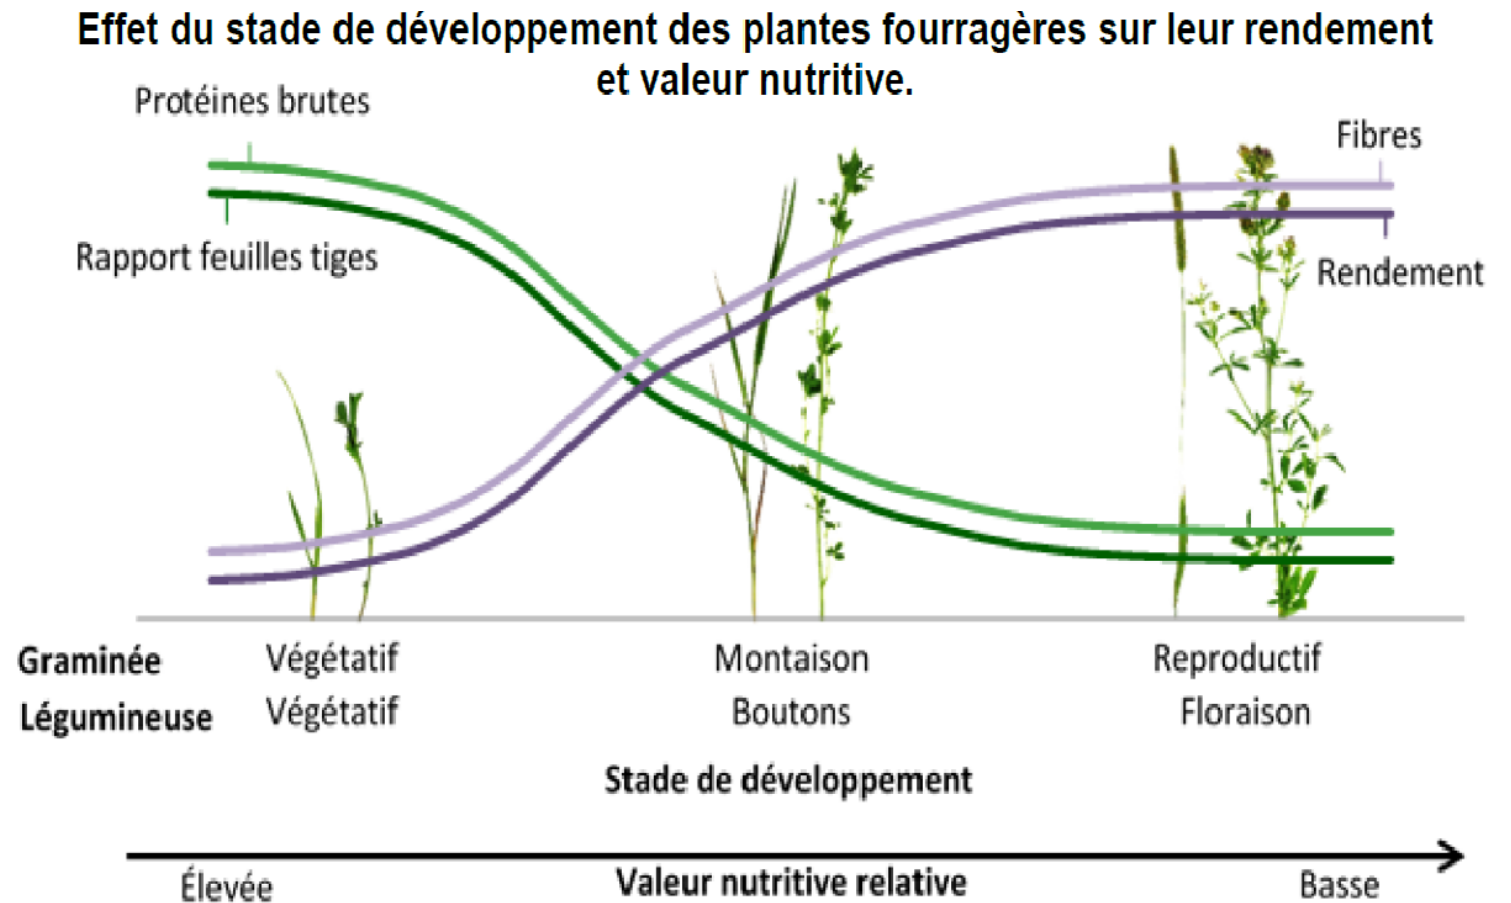 Effet du stade de développement des plantes fourragères sur leur rendement
et valeur nutritive.
Protéines brutes
Fibres
Rapport feuilles tiges
Rendement
Graminée Végétatif Montaison Reproductif
Légumineuse Végétatif Boutons Floraison
Stade de développement
Élevée Valeur nutritive relative Basse